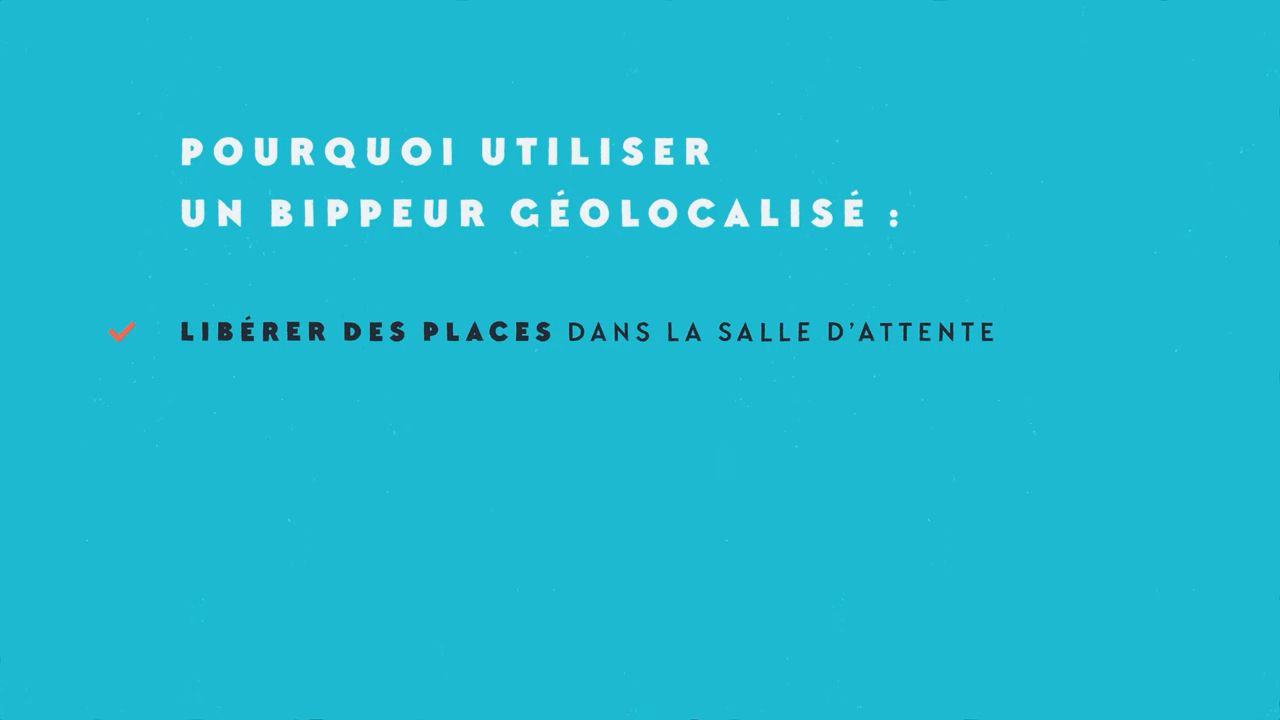 POURQUOI UTILISER
UN BIPPEUR GÉOLOCALISÉ :
LIBÉRER DES PLACES DANS LA SALLE D'ATTENTE